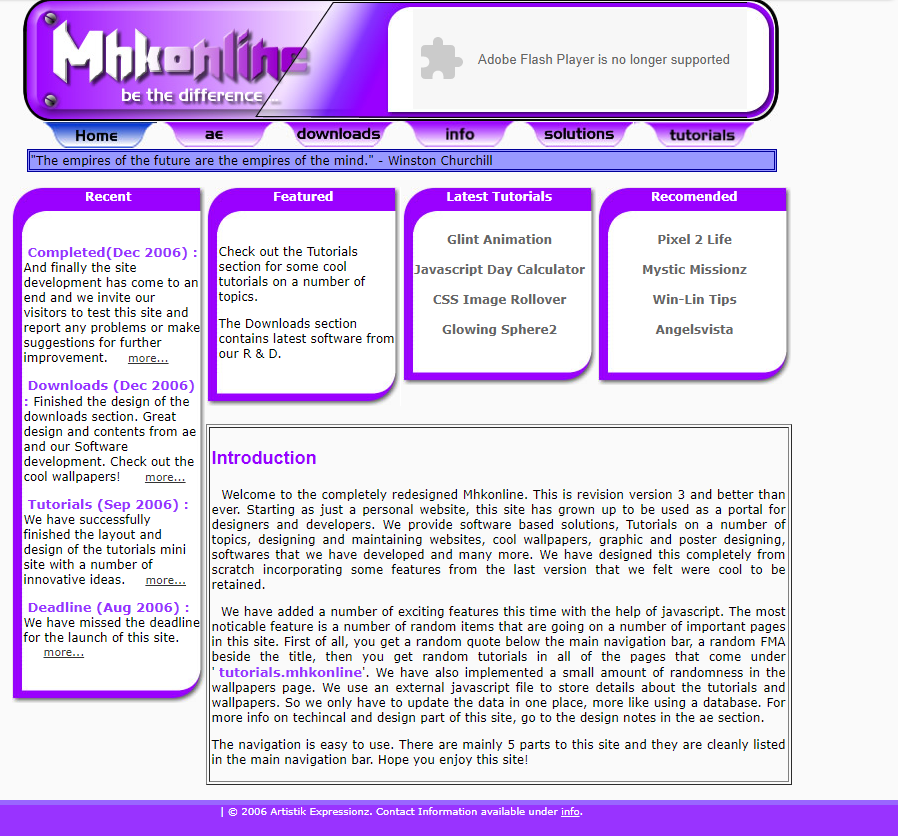 Mhkonline
be the difference _
Adobe Flash Player is no longer supported
Home ae downloads info solutions tutorials
"The empires of the future are the empires of the mind." - Winston Churchill
Recent
Completed(Dec 2006) :
And finally the site
development has come to an
end and we invite our
visitors to test this site and
report any problems or make
suggestions for further
improvement. more...
Downloads (Dec 2006)
: Finished the design of the
downloads section. Great
design and contents from ae
and our Software
development. Check out the
cool wallpapers! more...
Tutorials (Sep 2006) :
We have successfully
finished the layout and
design of the tutorials mini
site with a number of
innovative ideas. more...
Deadline (Aug 2006) :
We have missed the deadline
for the launch of this site.
more...
Featured
Check out the Tutorials
section for some cool
tutorials on a number of
topics.
The Downloads section
contains latest software from
our R & D.
Latest Tutorials
Glint Animation
Javascript Day Calculator
CSS Image Rollover
Glowing Sphere2
Recomended
Pixel 2 Life
Mystic Missionz
Win-Lin Tips
Angelsvista
Introduction
Welcome to the completely redesigned Mhkonline. This is revision version 3 and better than
ever. Starting as just a personal website, this site has grown up to be used as a portal for
designers and developers. We provide software based solutions, Tutorials on a number of
topics, designing and maintaining websites, cool wallpapers, graphic and poster designing,
softwares that we have developed and many more. We have designed this completely from
scratch incorporating some features from the last version that we felt were cool to be
retained.
We have added a number of exciting features this time with the help of javascript. The most
noticable feature is a number of random items that are going on a number of important pages
in this site. First of all, you get a random quote below the main navigation bar, a random FMA
beside the title, then you get random tutorials in all of the pages that come under
' tutorials.mhkonline'. We have also implemented a small amount of randomness in the
wallpapers page. We use an external javascript file to store details about the tutorials and
wallpapers. So we only have to update the data in one place, more like using a database. For
more info on techincal and design part of this site, go to the design notes in the ae section.
The navigation is easy to use. There are mainly 5 parts to this site and they are cleanly listed
in the main navigation bar. Hope you enjoy this site!
| © 2006 Artistik Expressionz. Contact Information available under info.